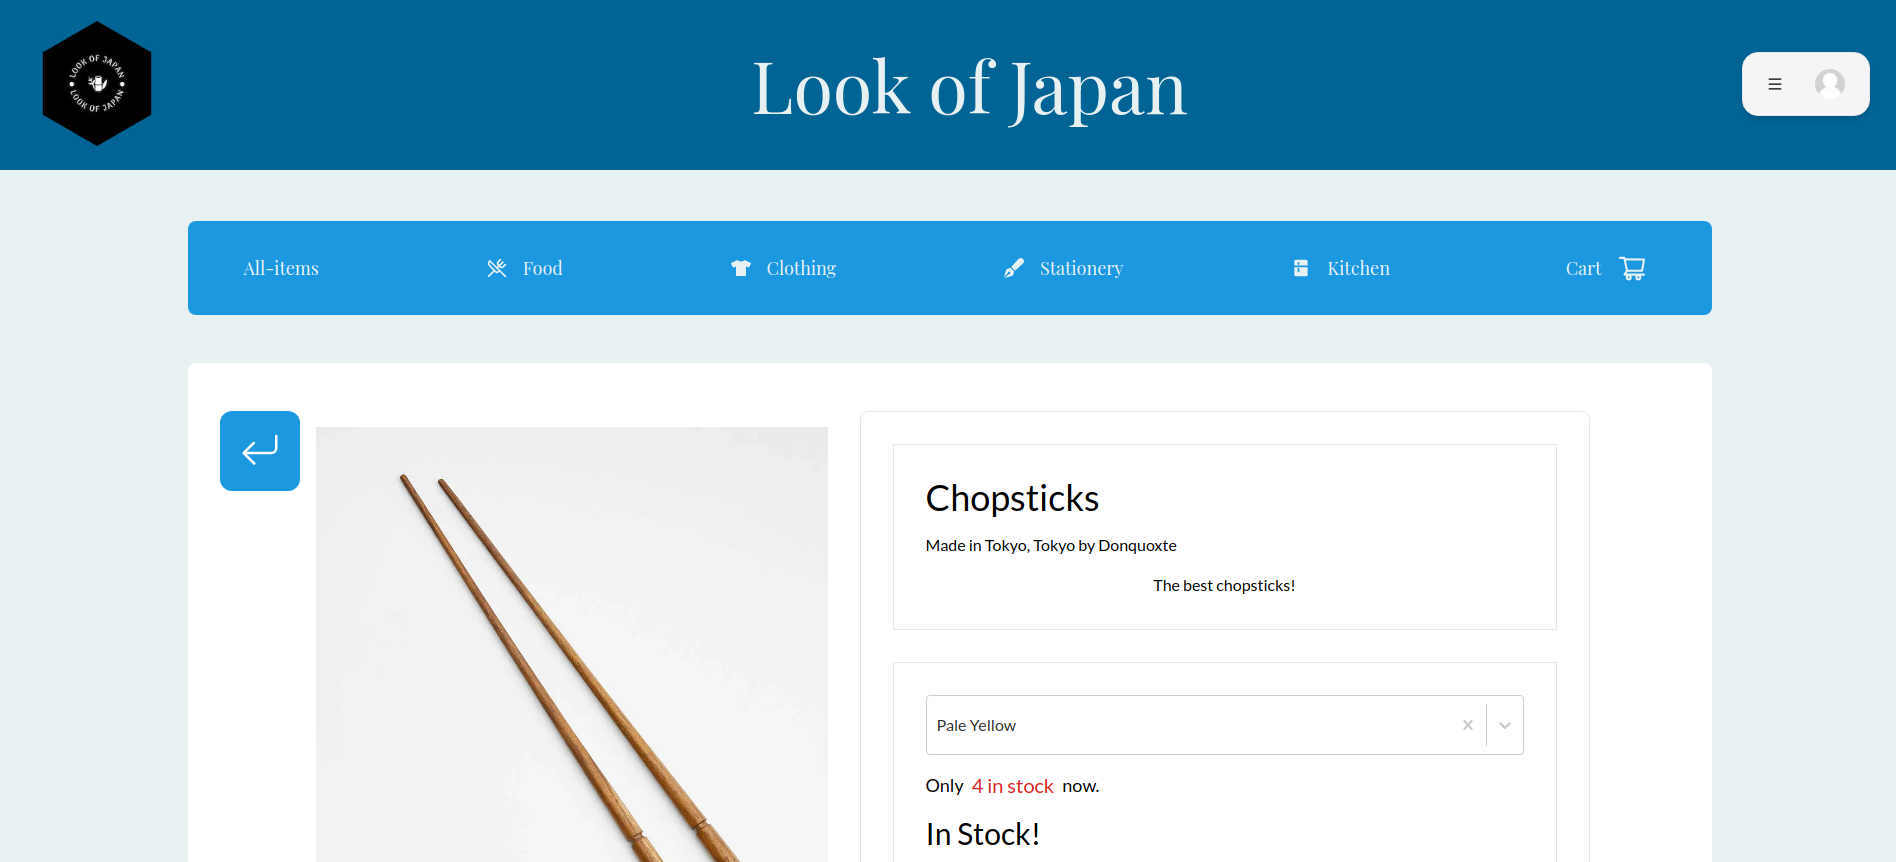 LOOK OF JAPAN
LOOK OF JAPAN
Look of Japan
All-items
Food
Clothing
Stationery
Kitchen
Cart
Chopsticks
Made in Tokyo, Tokyo by Donquoxte
The best chopsticks!
Pale Yellow
Only 4 in stock now.
In Stock!